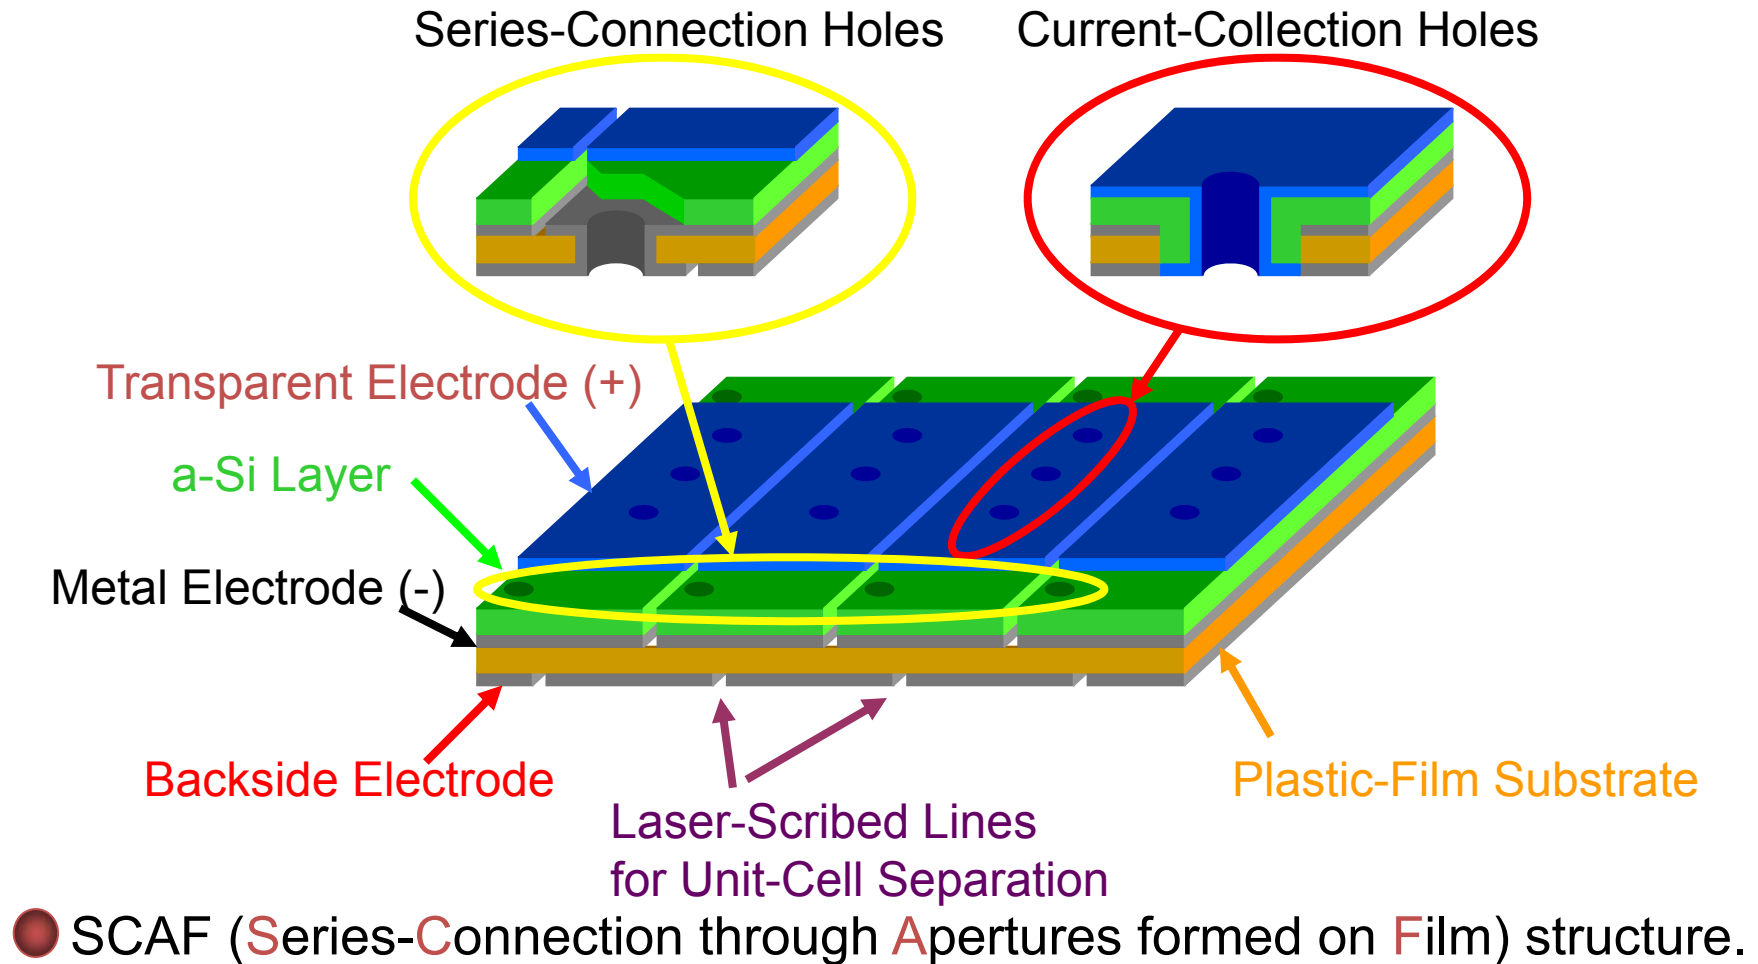 Series-Connection Holes
Current-Collection Holes
Transparent Electrode (+)
a-Si Layer
Metal Electrode (-)
Backside Electrode
Plastic-Film Substrate
Laser-Scribed Lines
for Unit-Cell Separation
SCAF (Series-Connection through Apertures formed on Film) structure.